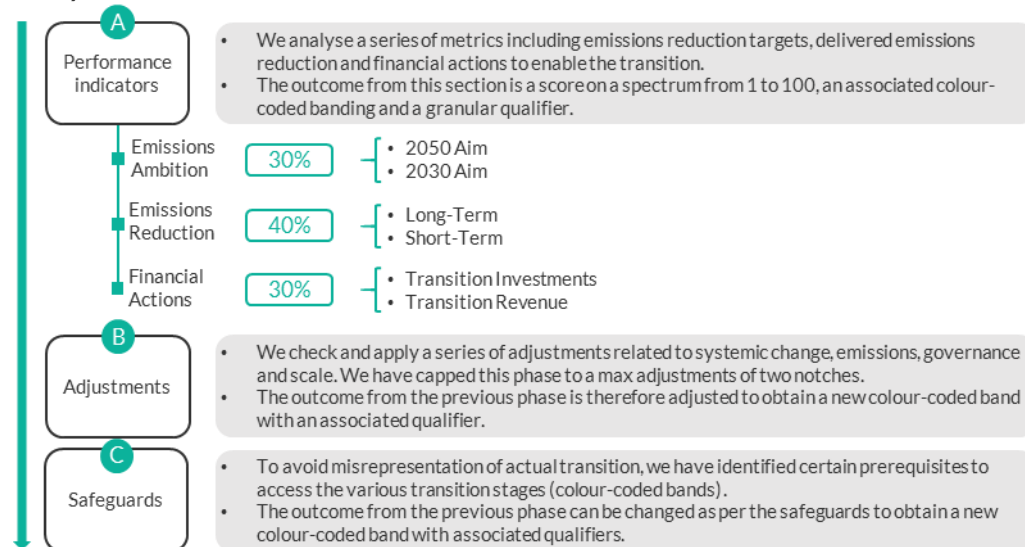 A
Performance
indicators
• We analyse a series of metrics including emissions reduction targets, delivered emissions
reduction and financial actions to enable the transition.
• The outcome from this section is a score on a spectrum from 1 to 100, an associated colour-
coded banding and a granular qualifier.
Emissions
Ambition
30%
• 2050 Aim
• 2030 Aim
Emissions
Reduction
40%
• Long-Term
• Short-Term
Financial
Actions
30%
• Transition Investments
• Transition Revenue
B
Adjustments
• We check and apply a series of adjustments related to systemic change, emissions, governance
and scale. We have capped this phase to a max adjustments of two notches.
• The outcome from the previous phase is therefore adjusted to obtain a new colour-coded band
with an associated qualifier.
C
Safeguards
• To avoid misrepresentation of actual transition, we have identified certain prerequisites to
access the various transition stages (colour-coded bands).
• The outcome from the previous phase can be changed as per the safeguards to obtain a new
colour-coded band with associated qualifiers.